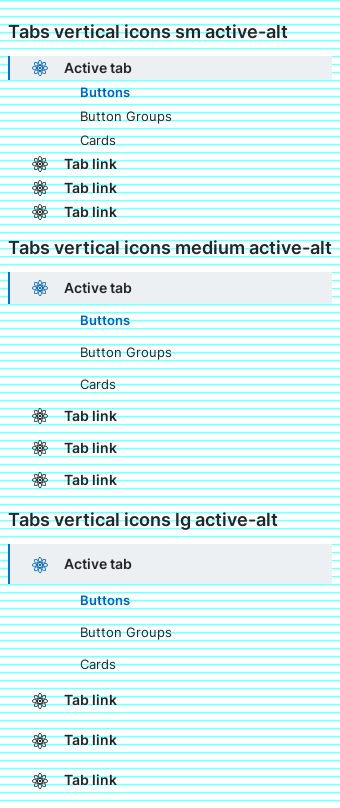 Tabs vertical icons sm active-alt
Active tab
Buttons
Button Groups
Cards
Tab link
Tab link
Tab link
Tabs vertical icons medium active-alt
Active tab
Buttons
Button Groups
Cards
Tab link
Tab link
Tab link
Tabs vertical icons lg active-alt
Active tab
Buttons
Button Groups
Cards
Tab link
Tab link
Tab link